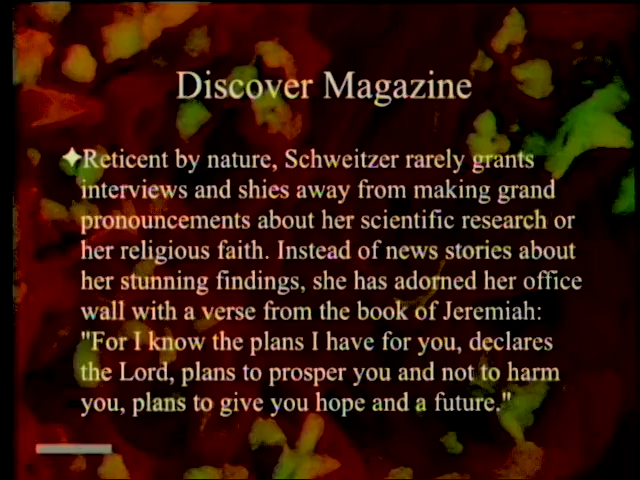 Discover Magazine
Reticent by nature, Schweitzer rarely grants
interviews and shies away from making grand
pronouncements about her scientific research or
her religious faith. Instead of news stories about
her stunning findings, she has adorned her office
wall with a verse from the book of Jeremiah:
"For I know the plans I have for you, declares
the Lord, plans to prosper you and not to harm
you, plans to give you hope and a future."